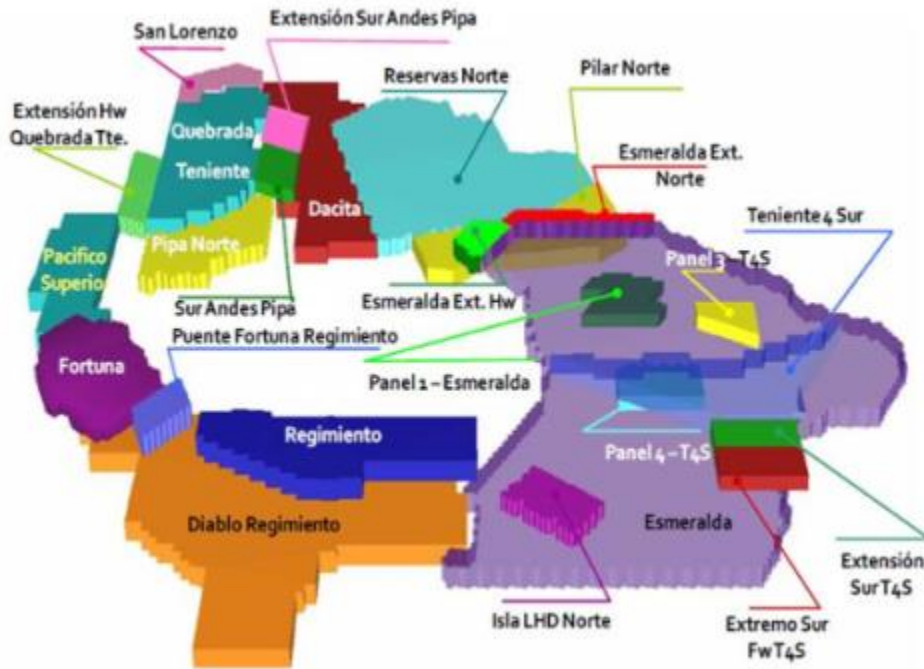 Extensión Sur Andes Pipa
San Lorenzo
Reservas Norte
Pilar Norte
Extensión Hw
Quebrada Tte.
Quebrada
Teniente
Esmeralda Ext.
Norte
Dacita
Teniente 4 Sur
Pipa Norte
Pacifico
Superio
Panel 3 – T4S
Sur Andes Pipa
Esmeralda Ext. Hw
Puente Fortuna Regimiento
Fortuna
Panel 1 – Esmeralda
Regimiento
Panel 4 – T4S
Diablo Regimiento
Esmeralda
Extensión
Sur T4S
Isla LHD Norte
Extremo Sur
Fw T4S